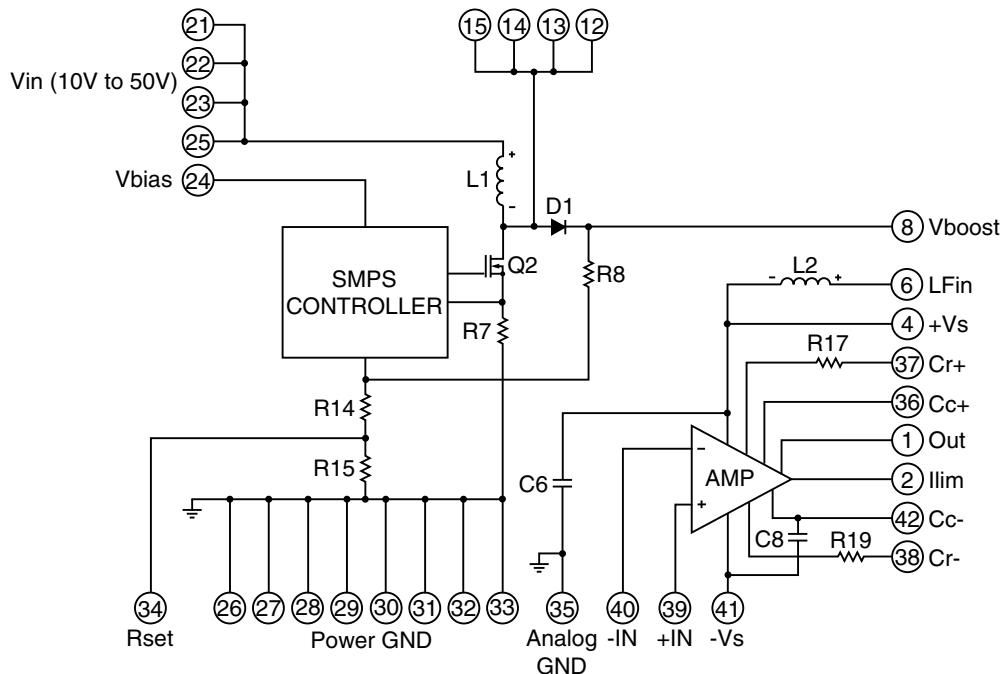 21
15 14 13 12
22
Vin (10V to 50V)
23
25
Vbias 24
+
L1
-
D1
8 Vboost
SMPS
CONTROLLER
Q2
R8
- L2 +
6 LFin
R7
4 +Vs
R17
37 Cr+
R14
36 Cc+
1 Out
R15
-
AMP
+
2 Ilim
C6
42 Cc-
C8 R19
38 Cr-
34 26 27 28 29 30 31 32 33 35 40 39 41
Rset Power GND Analog
GND -IN +IN -Vs